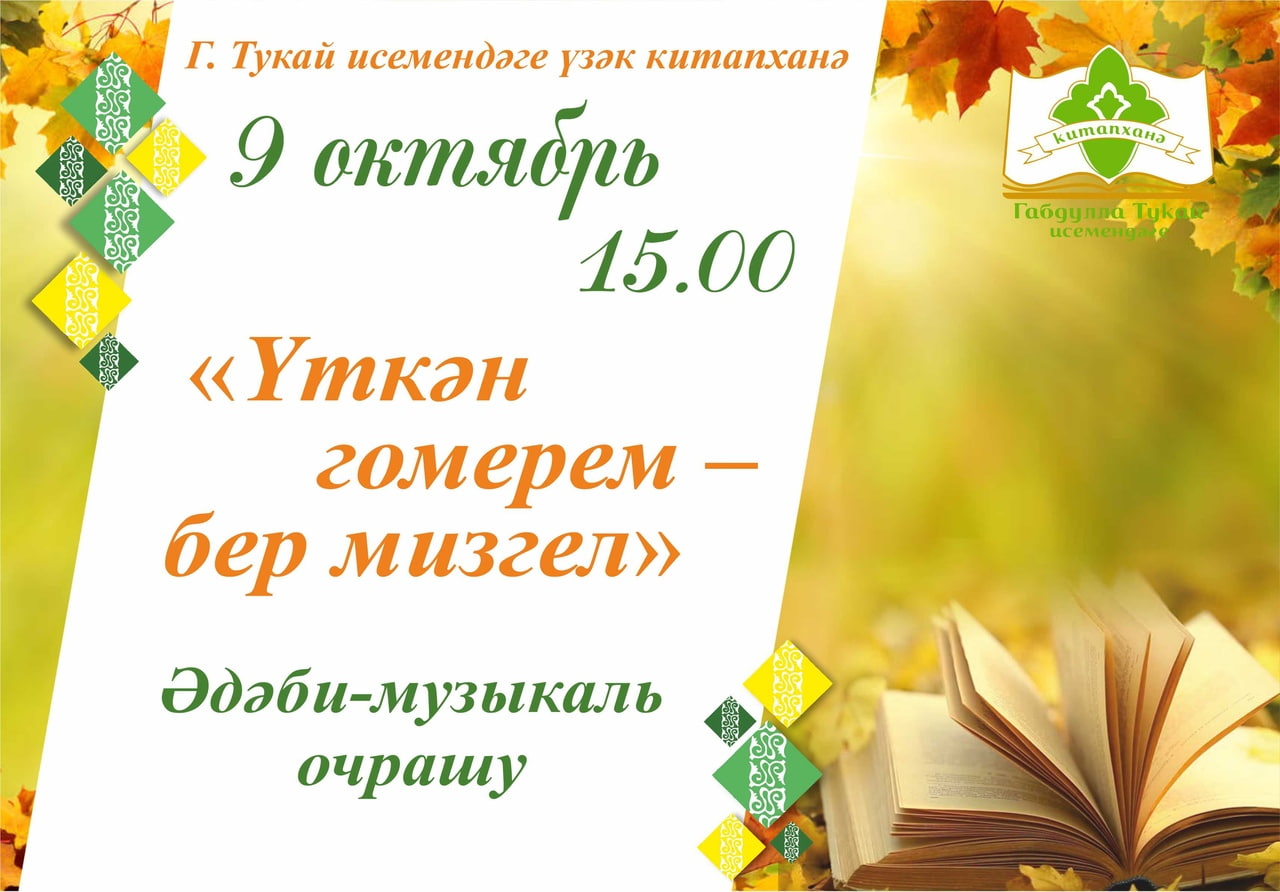 Г. Тукай исемендәге үзәк китапханә
9 октябрь
15.00
«Үткән
гомерем –
бер мизгел»
Әдәби-музыкаль
очрашу
китапханә
Габдулла Тукай
исемендәге